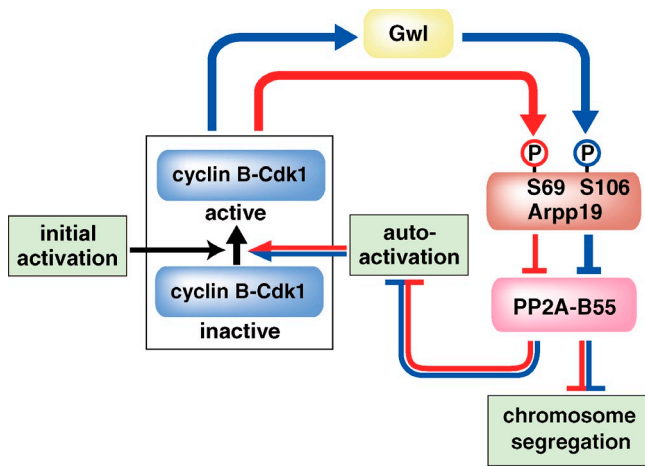 Gwl
P P
cyclin B-Cdk1
S69 S106
active
Arpp19
initial
activation
auto-
activation
cyclin B-Cdk1
PP2A-B55
inactive
chromosome
segregation